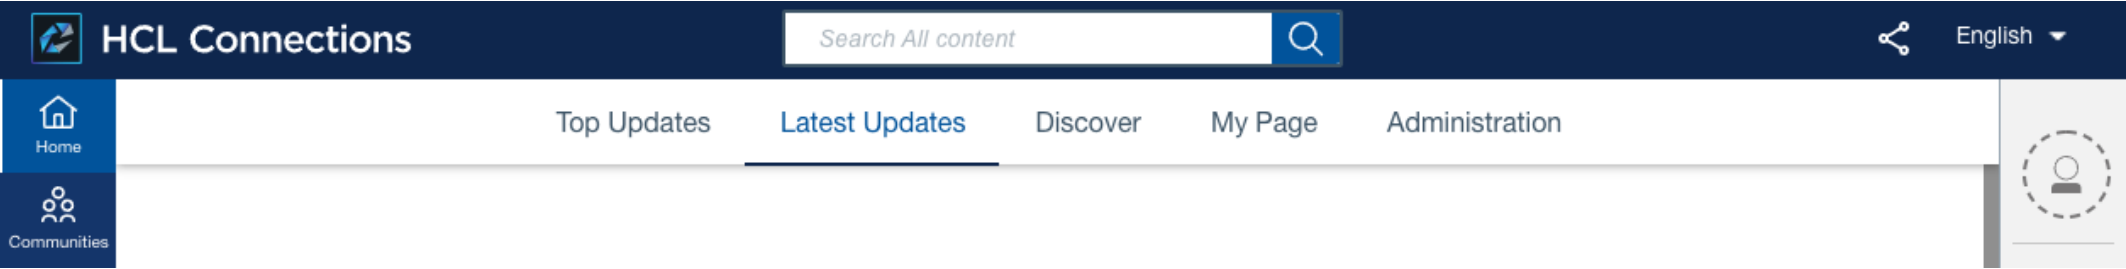 HCL Connections
Search All content
English
Home
Top Updates
Latest Updates
Discover
My Page
Administration
Communities